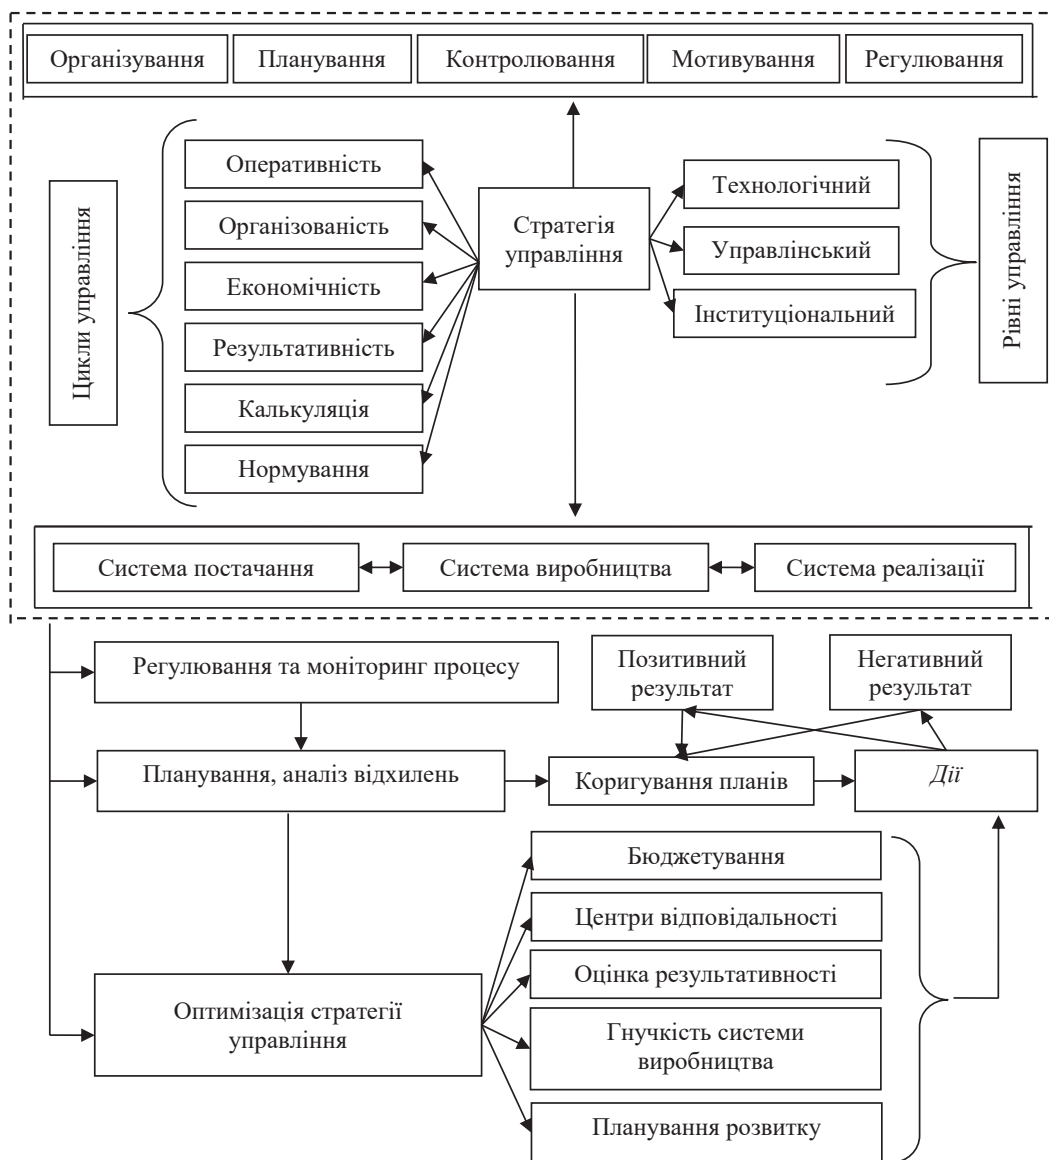 Організування
Планування
Контролювання
Мотивування
Регулювання
Цикли управління
Оперативність
Організованість
Економічність
Результативність
Калькуляція
Нормування
Стратегія
управління
Технологічний
Управлінський
Інституціональний
Рівні управління
Система постачання
Система виробництва
Система реалізації
Регулювання та моніторинг процесу
Позитивний
результат
Негативний
результат
Планування, аналіз відхилень
Коригування планів
Дії
Бюджетування
Центри відповідальності
Оцінка результативності
Оптимізація стратегії
управління
Гнучкість системи
виробництва
Планування розвитку